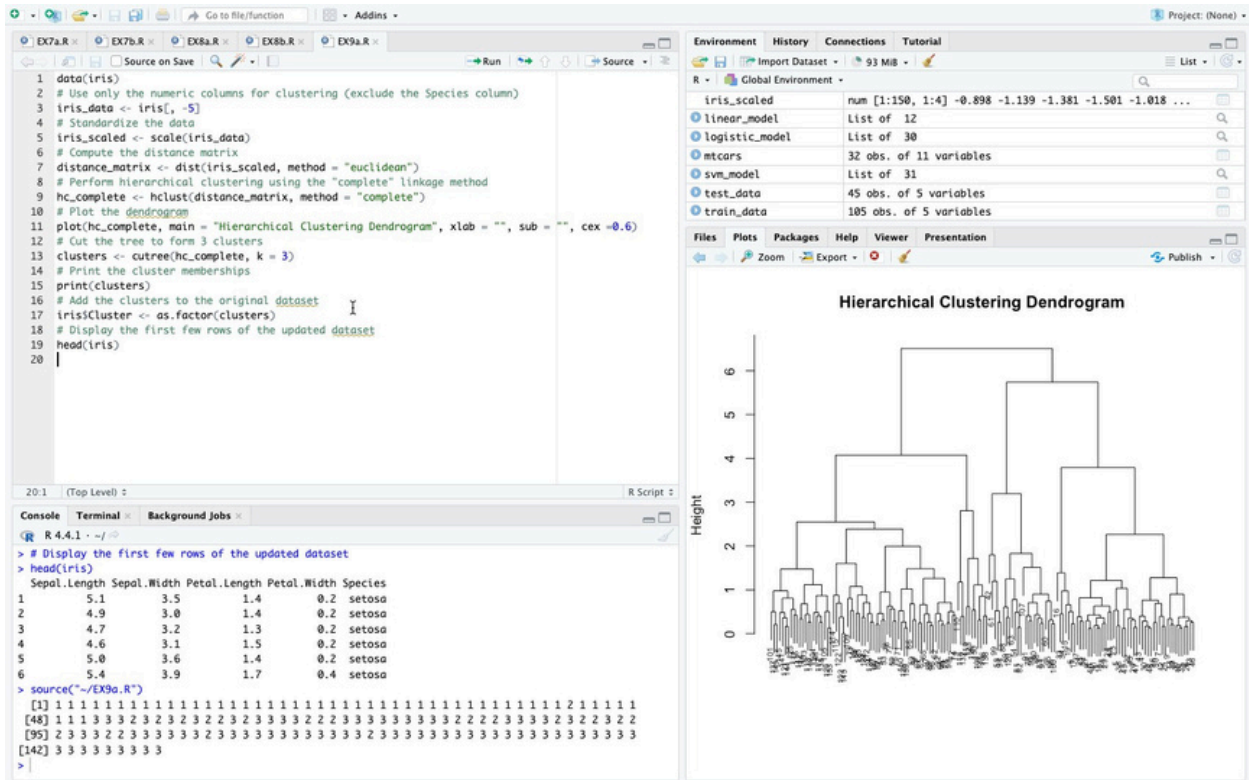 Go to file/function
Addins
Project: (None)
EX7a.R
EX7b.R
EX8a.R
EX8b.R
EX9a.R
Source on Save
Run
Source
1 data(iris)
2 # Use only the numeric columns for clustering (exclude the Species column)
3 iris_data <- iris[, -5]
4 # Standardize the data
5 iris_scaled <- scale(iris_data)
6 # Compute the distance matrix
7 distance_matrix <- dist(iris_scaled, method = "euclidean")
8 # Perform hierarchical clustering using the "complete" linkage method
9 hc_complete <- hclust(distance_matrix, method = "complete")
10 # Plot the dendrogram
11 plot(hc_complete, main = "Hierarchical Clustering Dendrogram", xlab = "", sub = "", cex =0.6)
12 # Cut the tree to form 3 clusters
13 clusters <- cutree(hc_complete, k = 3)
14 # Print the cluster memberships
15 print(clusters)
16 # Add the clusters to the original dataset
17 iris$Cluster <- as.factor(clusters)
18 # Display the first few rows of the updated dataset
19 head(iris)
20
20:1 (Top Level) R Script
Console Terminal Background Jobs
R 4.4.1 · ~/
> # Display the first few rows of the updated dataset
> head(iris)
Sepal.Length Sepal.Width Petal.Length Petal.Width Species
1 5.1 3.5 1.4 0.2 setosa
2 4.9 3.0 1.4 0.2 setosa
3 4.7 3.2 1.3 0.2 setosa
4 4.6 3.1 1.5 0.2 setosa
5 5.0 3.6 1.4 0.2 setosa
6 5.4 3.9 1.7 0.4 setosa
> source("~/EX9a.R")
[1] 1 1 1 1 1 1 1 1 1 1 1 1 1 1 1 1 1 1 1 1 1 1 1 1 1 1 1 1 1 1 1 1 1 1 1 1 1 1 1 1 1 2 1 1 1 1 1
[48] 1 1 1 3 3 3 2 3 2 3 2 3 2 2 3 2 3 3 3 3 2 2 2 3 3 3 3 3 3 3 3 3 2 2 2 2 3 3 3 3 2 3 2 2
[95] 2 3 3 3 2 2 3 3 3 3 3 3 2 3 3 3 3 3 3 3 3 3 3 3 3 2 3 3 3 3 3 3 3 3 3 3 3 3 3 3 3 3 3 3 3 3 3
[142] 3 3 3 3 3 3 3 3 3
>
Environment History Connections Tutorial
Import Dataset 93 MiB List
R Global Environment
iris_scaled num [1:150, 1:4] -0.898 -1.139 -1.381 -1.501 -1.018 ...
linear_model List of 12
logistic_model List of 30
mtcars 32 obs. of 11 variables
svm_model List of 31
test_data 45 obs. of 5 variables
train_data 105 obs. of 5 variables
Files Plots Packages Help Viewer Presentation
Zoom Export Publish
Hierarchical Clustering Dendrogram
Height
6
5
4
3
2
1
0